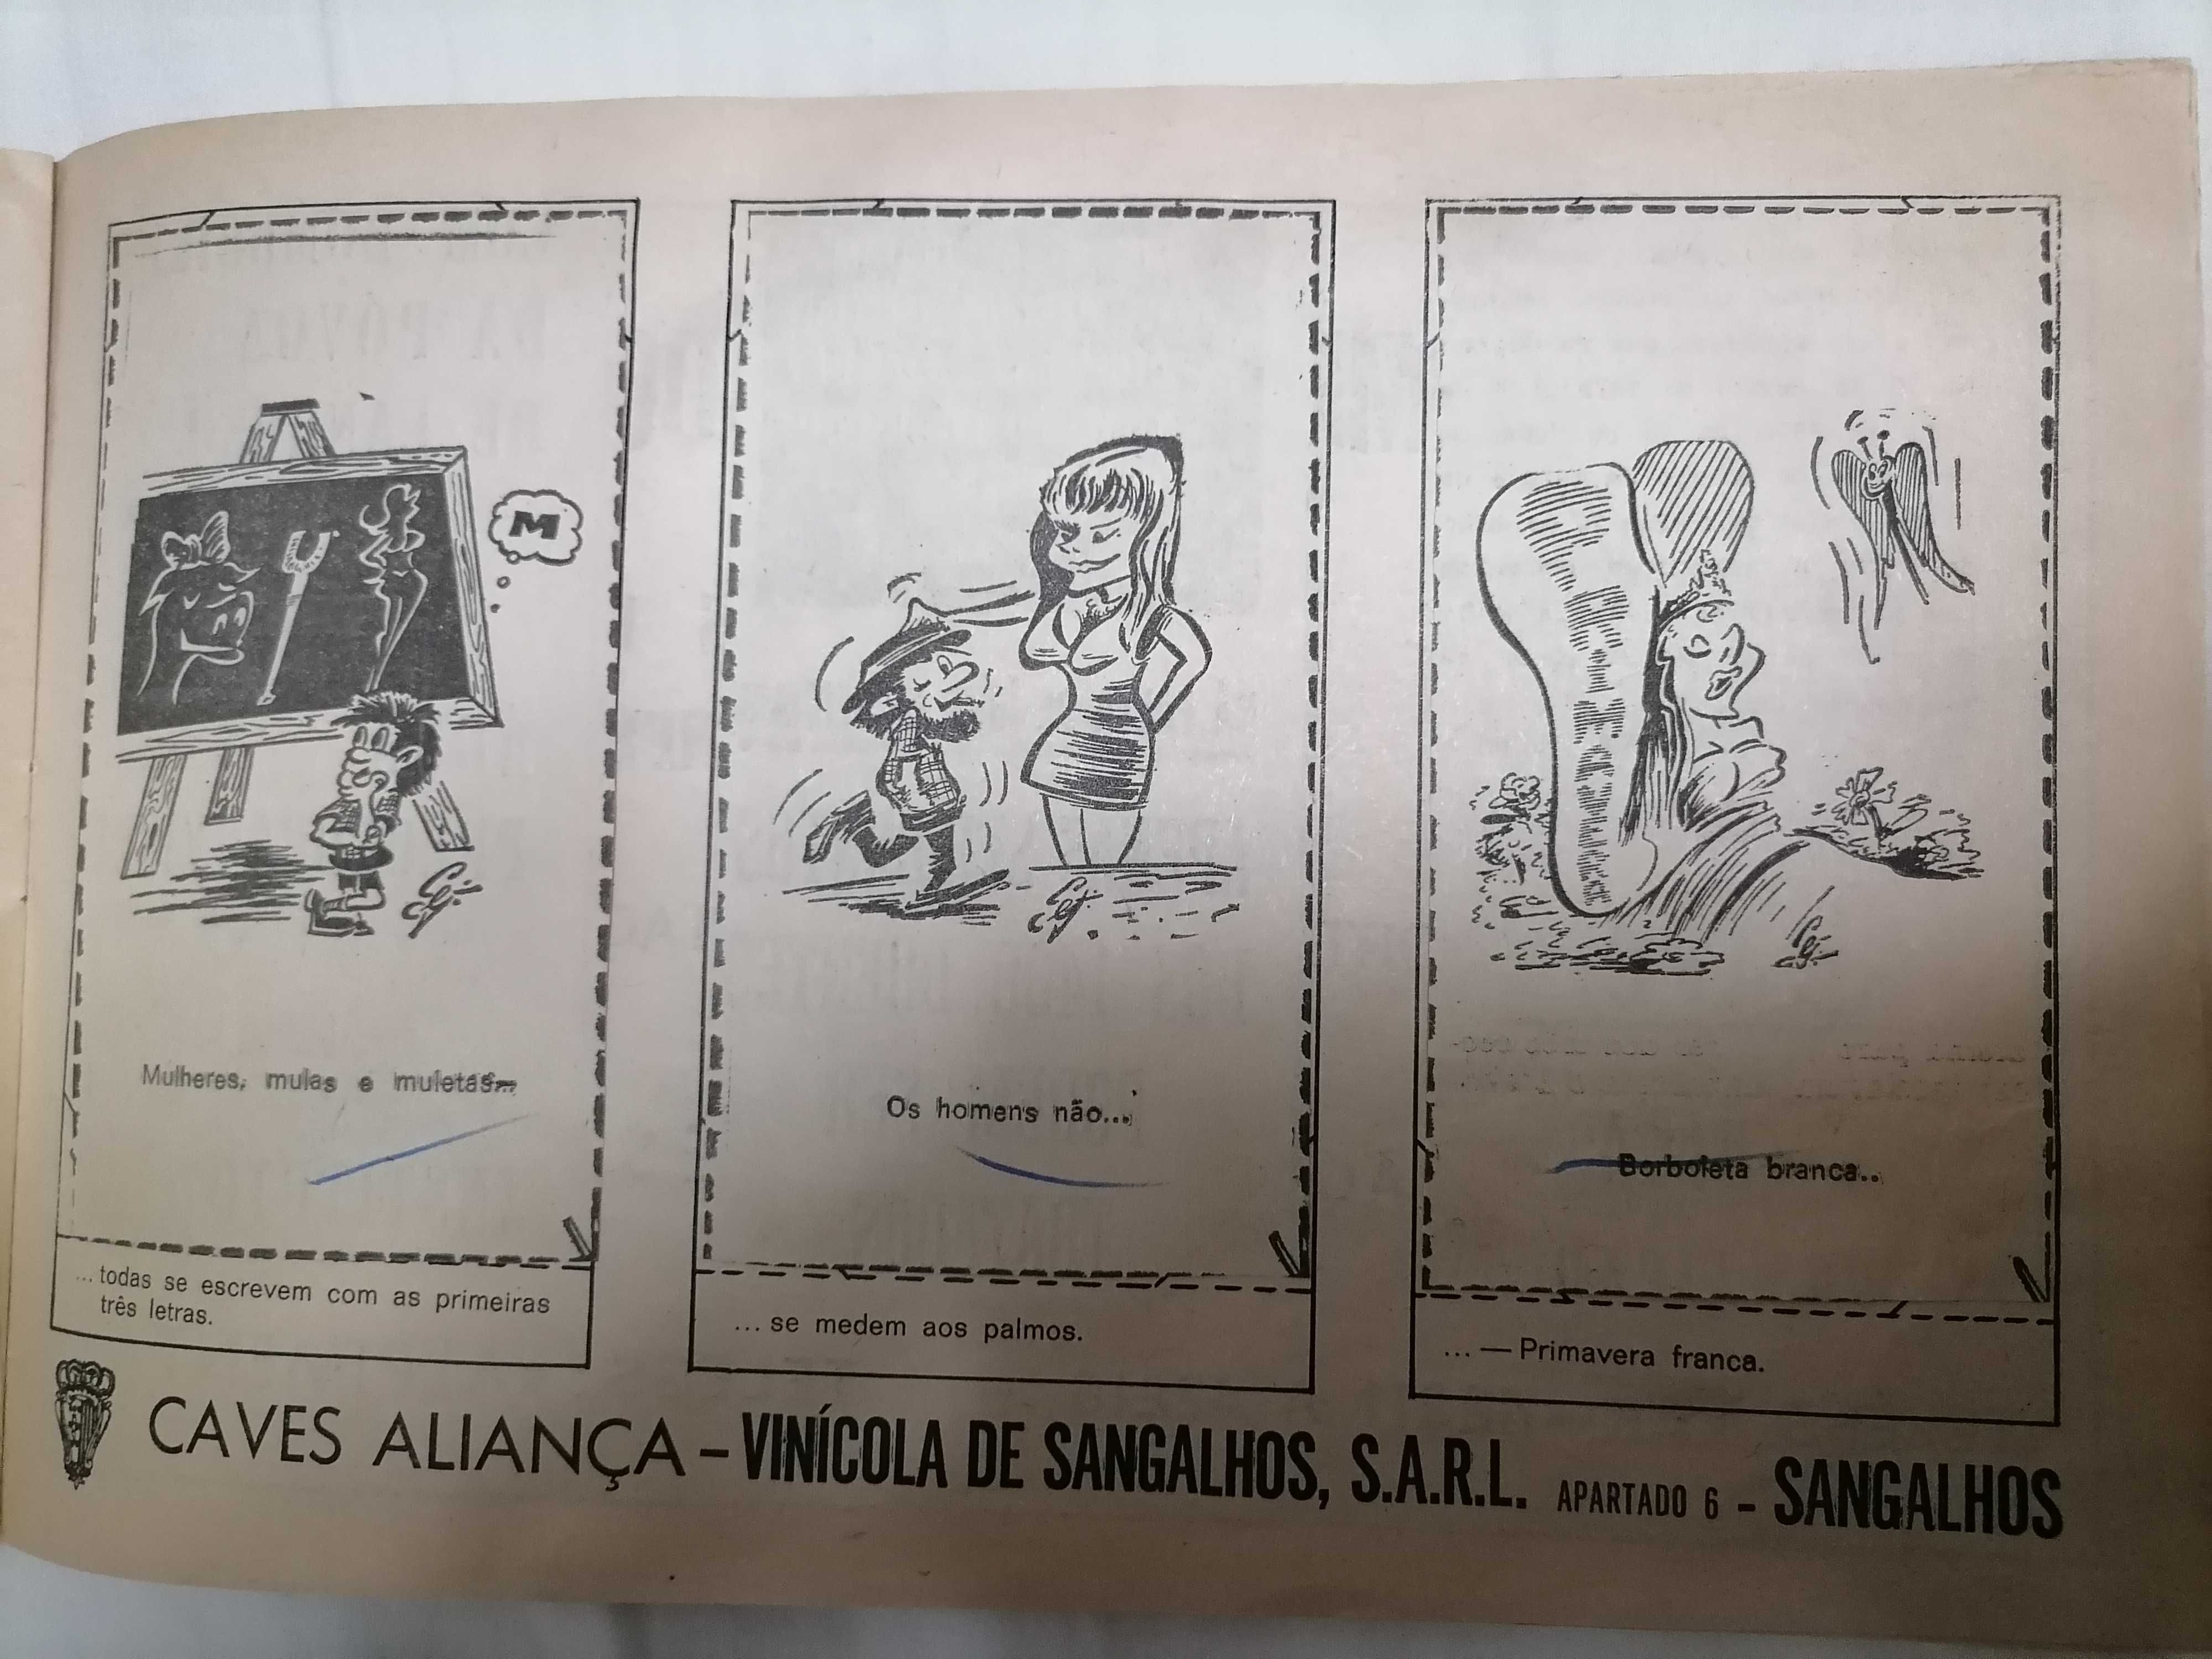 M
Mulheres, mulas e muletas...
... todas se escrevem com as primeiras
três letras.
Os homens não...
... se medem aos palmos.
Borboleta branca..
... — Primavera franca.
CAVES ALIANÇA – VINÍCOLA DE SANGALHOS, S.A.R.L. APARTADO 6 – SANGALHOS